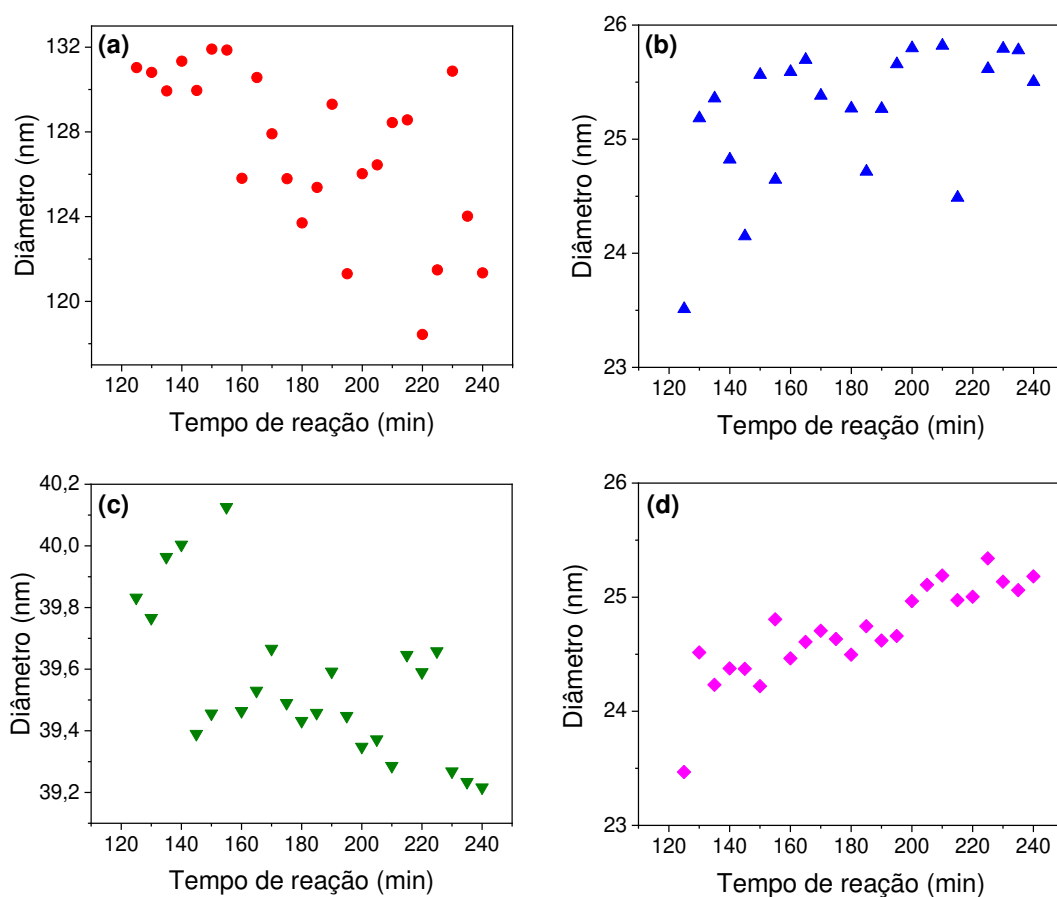 (a)
132
128
124
120
Diâmetro (nm)
120 140 160 180 200 220 240
Tempo de reação (min)
(b)
26
25
24
23
Diâmetro (nm)
120 140 160 180 200 220 240
Tempo de reação (min)
(c)
40,2
40,0
39,8
39,6
39,4
39,2
Diâmetro (nm)
120 140 160 180 200 220 240
Tempo de reação (min)
(d)
26
25
24
23
Diâmetro (nm)
120 140 160 180 200 220 240
Tempo de reação (min)